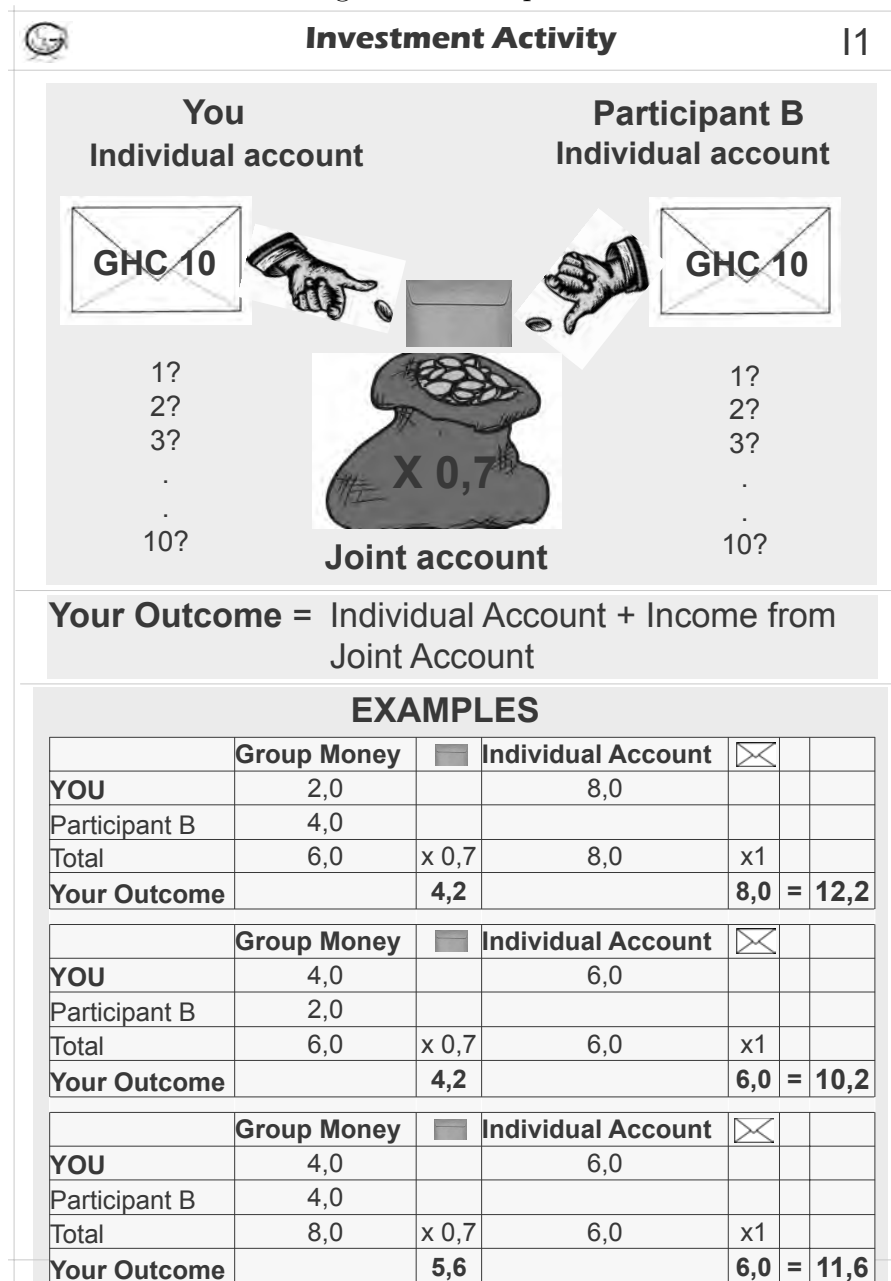 Investment Activity I1
You Participant B
Individual account Individual account
GHC 10 GHC 10
1? 1?
2? 2?
3? 3?
. .
. .
10? 10?
X 0,7
Joint account
Your Outcome = Individual Account + Income from
Joint Account
EXAMPLES
Group Money Individual Account
YOU 2,0 8,0
Participant B 4,0
Total 6,0 x 0,7 8,0 x1
Your Outcome 4,2 8,0 = 12,2
Group Money Individual Account
YOU 4,0 6,0
Participant B 2,0
Total 6,0 x 0,7 6,0 x1
Your Outcome 4,2 6,0 = 10,2
Group Money Individual Account
YOU 4,0 6,0
Participant B 4,0
Total 8,0 x 0,7 6,0 x1
Your Outcome 5,6 6,0 = 11,6